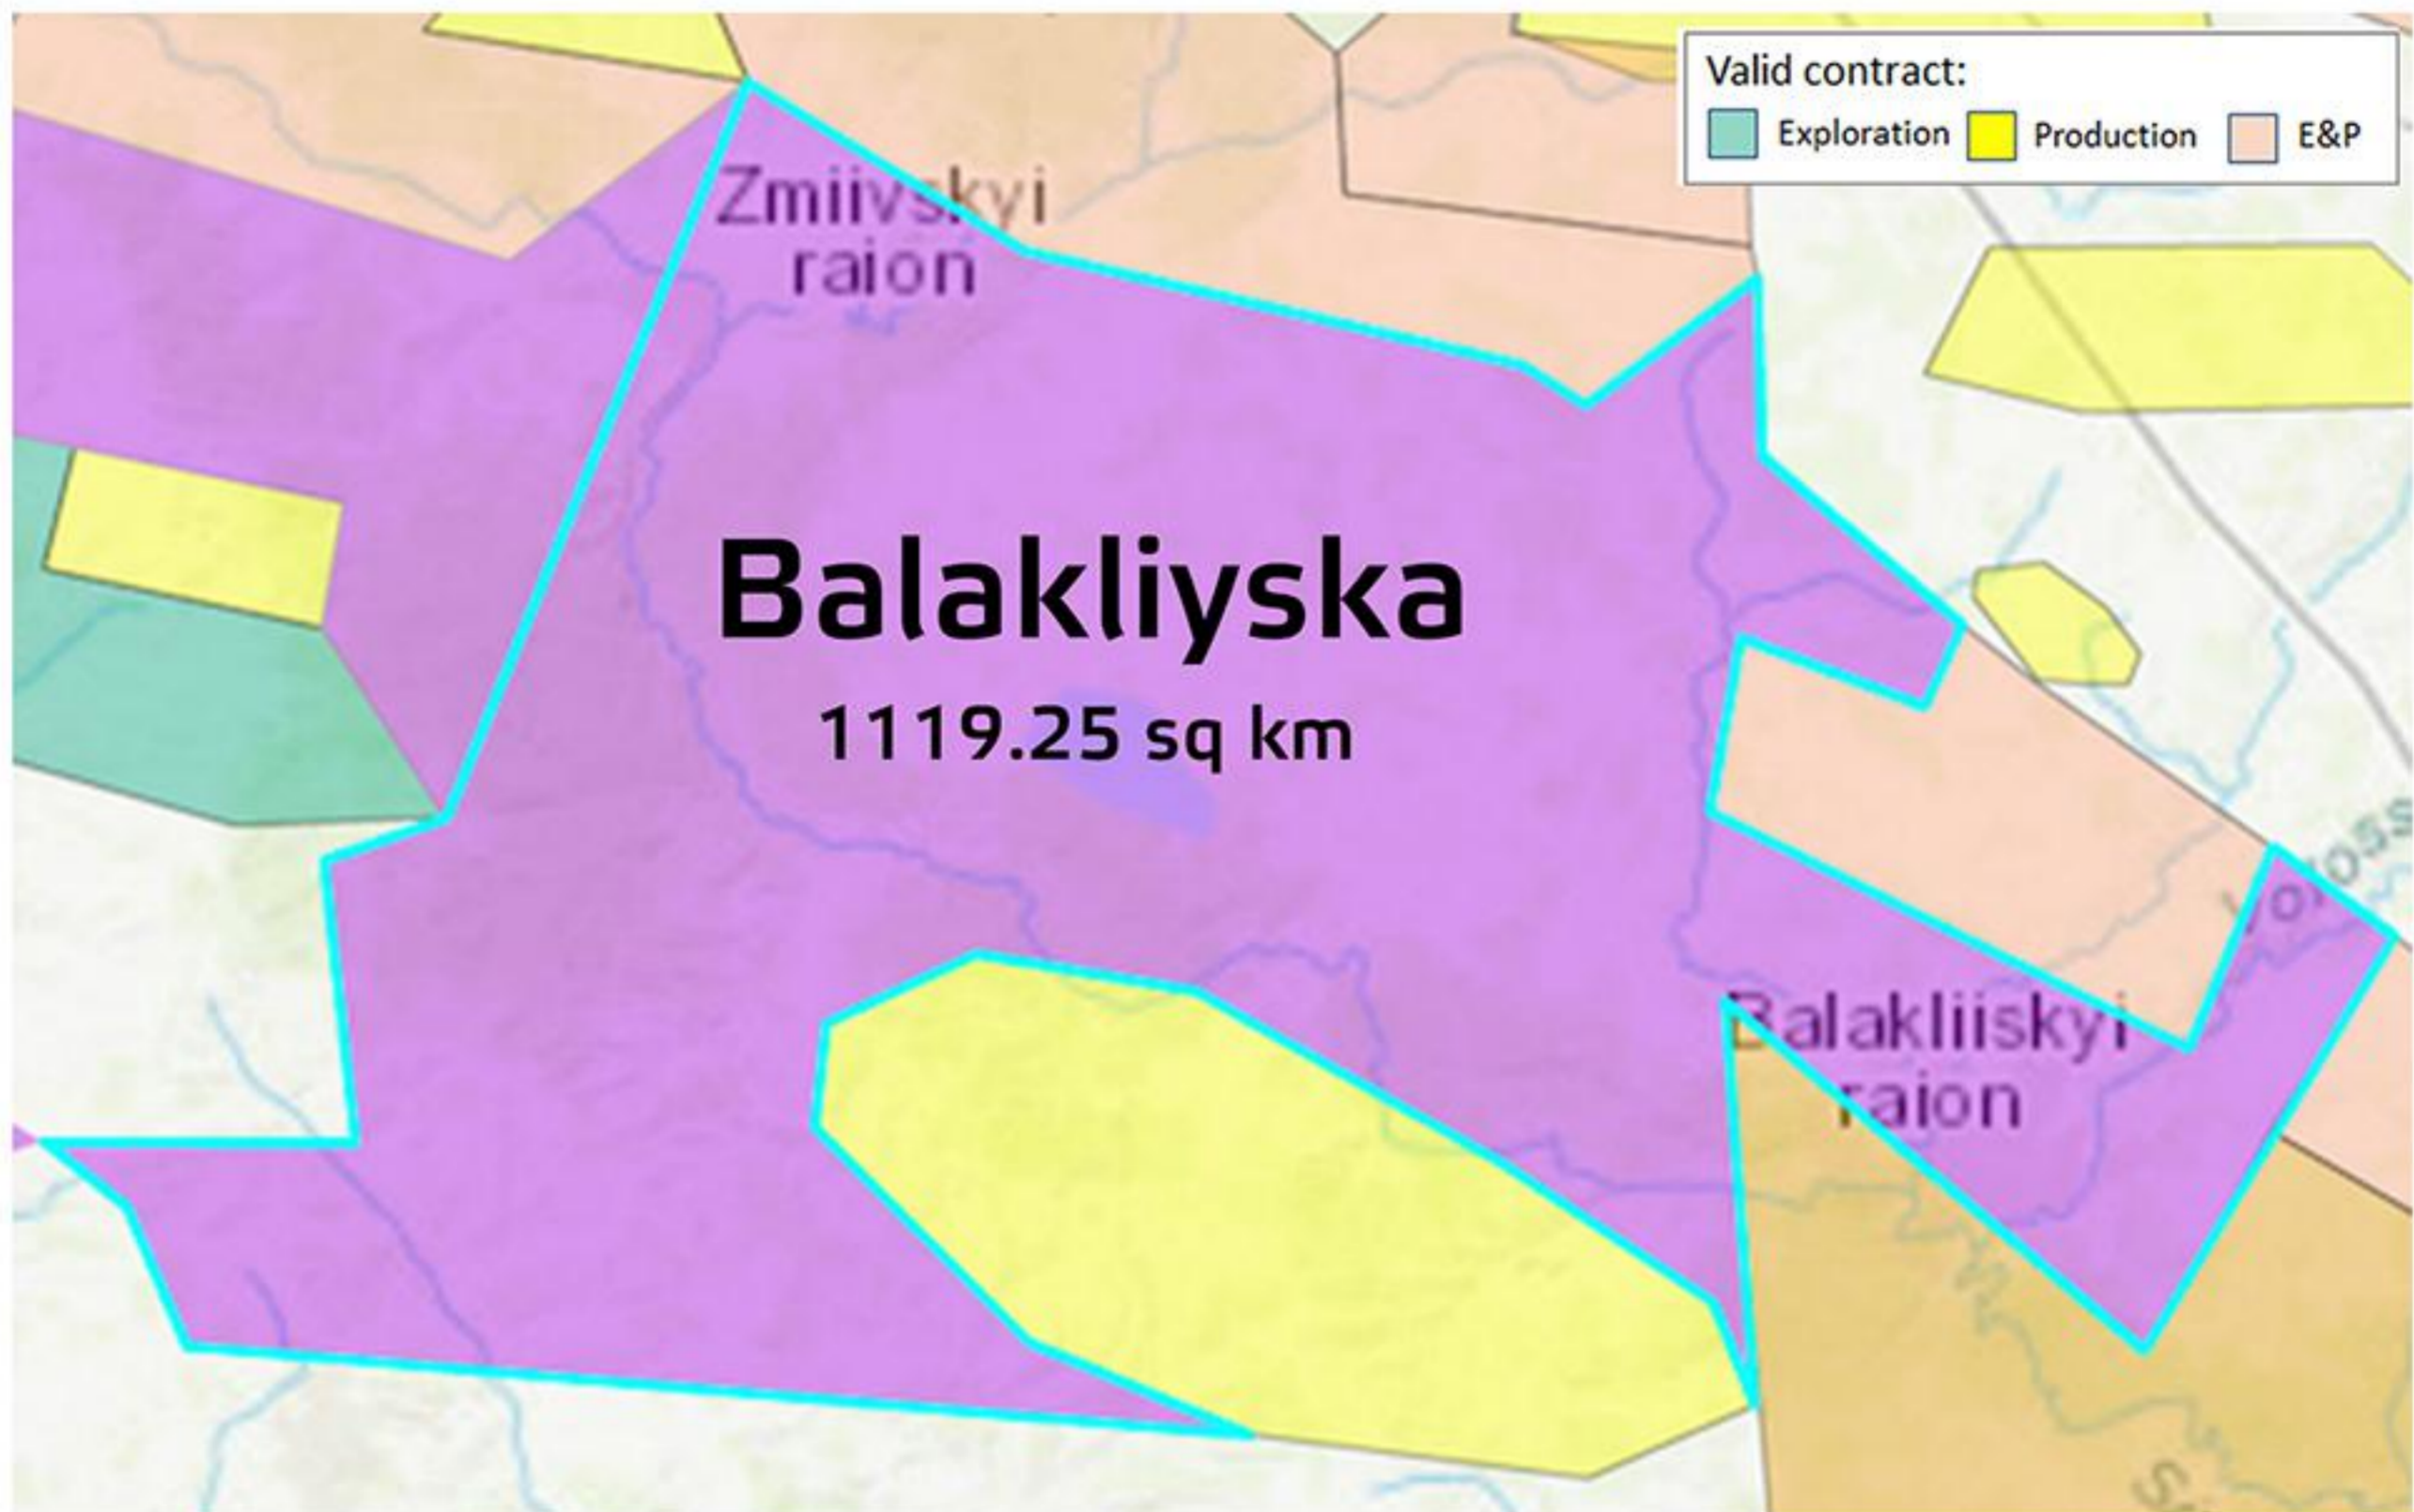 Valid contract:
Exploration Production E&P
Zmiivskyi
raion
Balakliyska
1119.25 sq km
Balakliiskyi
raion